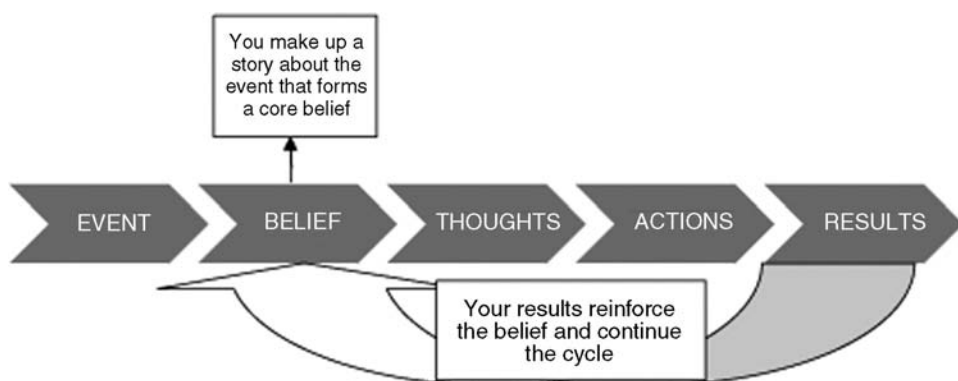 You make up a
story about the
event that forms
a core belief
EVENT
BELIEF
THOUGHTS
ACTIONS
RESULTS
Your results reinforce
the belief and continue
the cycle